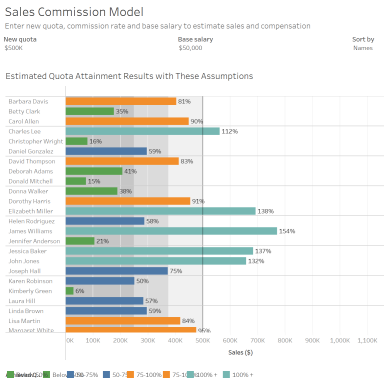 Sales Commission Model
Enter new quota, commission rate and base salary to estimate sales and compensation
New quota Base salary Sort by
$500K $50,000 Names
Estimated Quota Attainment Results with These Assumptions
Barbara Davis 81%
Betty Clark 35%
Carol Allen 90%
Charles Lee 112%
Christopher Wright 16%
Daniel Gonzalez 59%
David Thompson 83%
Deborah Adams 41%
Donald Mitchell 15%
Donna Walker 38%
Dorothy Harris 91%
Elizabeth Miller 138%
Helen Rodriguez 58%
James Williams 154%
Jennifer Anderson 21%
Jessica Baker 137%
John Jones 132%
Joseph Hall 75%
Karen Robinson 50%
Kimberly Green 6%
Laura Hill 57%
Linda Brown 59%
Lisa Martin 84%
Margaret White 95%
0K 100K 200K 300K 400K 500K 600K 700K 800K 900K 1,000K 1,100K
Sales ($)
50-75% 75-100% 100% +